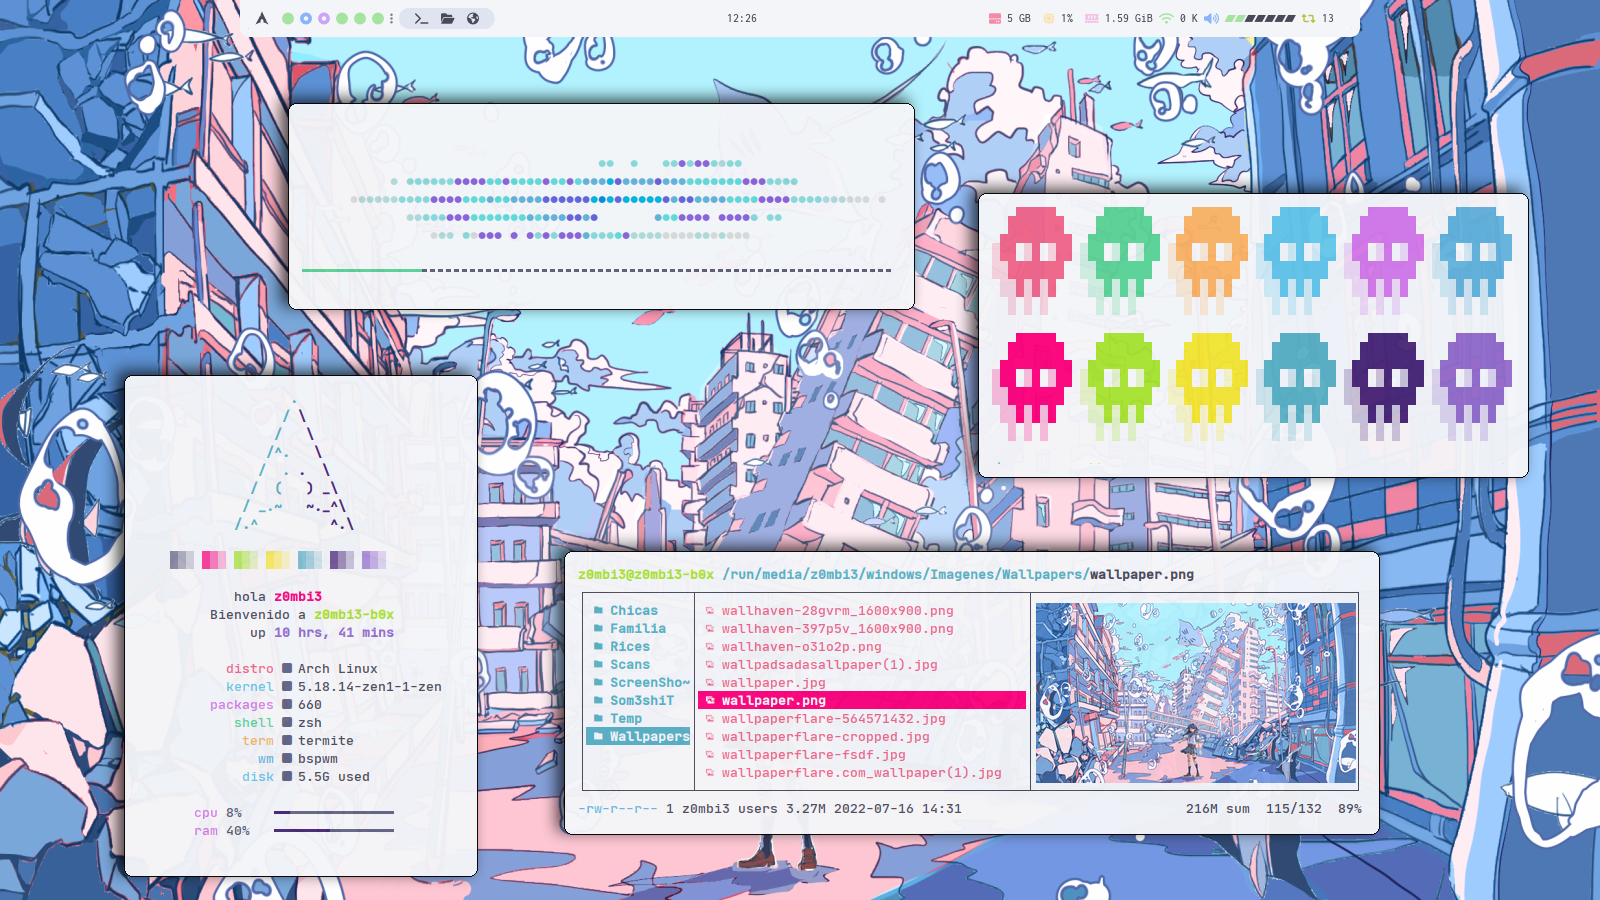 12:26
5 GB 1% 1.59 GiB 0 K 13
hola z0mbi3
Bienvenido a z0mbi3-b0x
up 10 hrs, 41 mins
distro Arch Linux
kernel 5.18.14-zen1-1-zen
packages 660
shell zsh
term termite
wm bspwm
disk 5.5G used
cpu 8%
ram 40%
z0mbi3@z0mbi3-b0x /run/media/z0mbi3/windows/Imagenes/Wallpapers/wallpaper.png
Chicas
Familia
Rices
Scans
ScreenSho~
Som3shiT
Temp
Wallpapers
wallhaven-28gvrm_1600x900.png
wallhaven-397p5v_1600x900.png
wallhaven-o31o2p.png
wallpadsadasallpaper(1).jpg
wallpaper.jpg
wallpaper.png
wallpaperflare-564571432.jpg
wallpaperflare-cropped.jpg
wallpaperflare-fsdf.jpg
wallpaperflare.com_wallpaper(1).jpg
-rw-r--r-- 1 z0mbi3 users 3.27M 2022-07-16 14:31 216M sum 115/132 89%